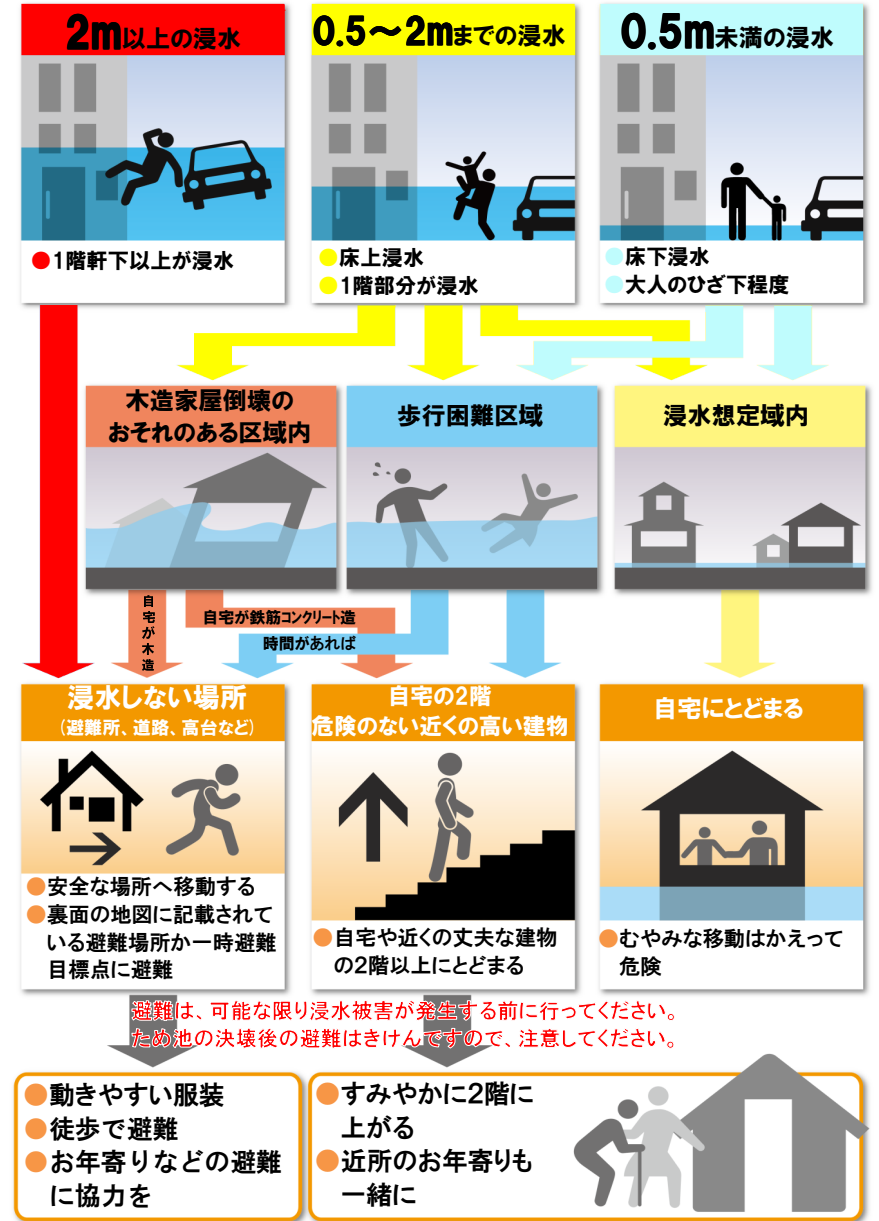 2m以上の浸水
0.5～2mまでの浸水
0.5m未満の浸水
●1階軒下以上が浸水
●床上浸水
●1階部分が浸水
●床下浸水
●大人のひざ下程度
木造家屋倒壊の
おそれのある区域内
歩行困難区域
浸水想定域内
自宅が木造
自宅が鉄筋コンクリート造
時間があれば
浸水しない場所
(避難所、道路、高台など)
●安全な場所へ移動する
●裏面の地図に記載されて
いる避難場所か一時避難
目標点に避難
自宅の2階
危険のない近くの高い建物
●自宅や近くの丈夫な建物
の2階以上にとどまる
自宅にとどまる
●むやみな移動はかえって
危険
避難は、可能な限り浸水被害が発生する前に行ってください。
ため池の決壊後の避難はきけんですので、注意してください。
●動きやすい服装
●徒歩で避難
●お年寄りなどの避難
に協力を
●すみやかに2階に
上がる
●近所のお年寄りも
一緒に